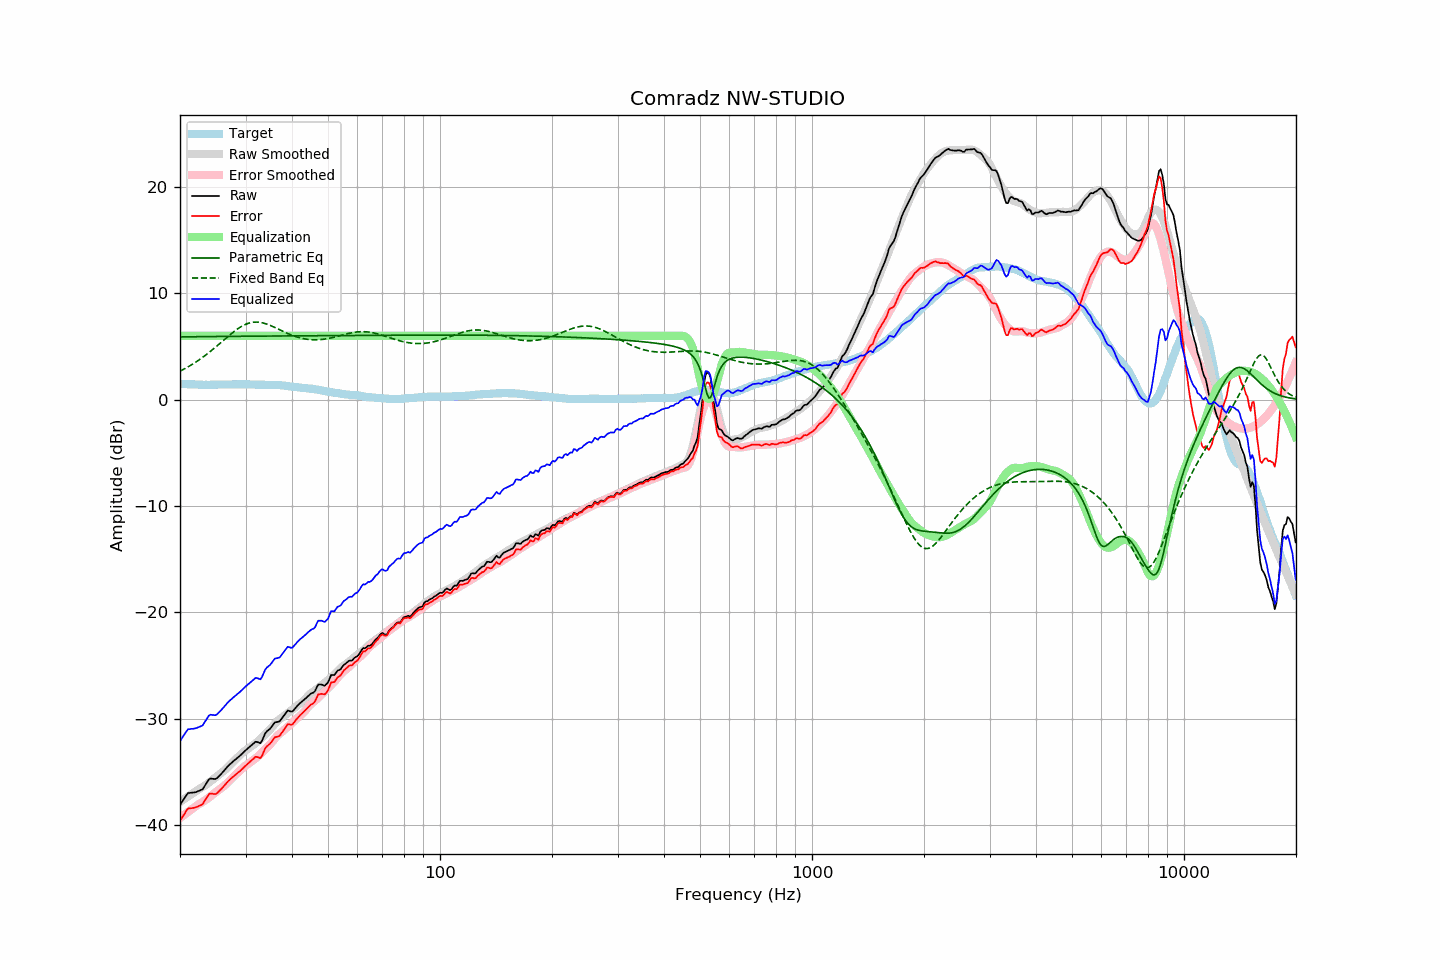 Comradz NW-STUDIO
Target
Raw Smoothed
Error Smoothed
Raw
Error
Equalization
Parametric Eq
Fixed Band Eq
Equalized
20
10
0
−10
−20
−30
−40
Amplitude (dBr)
100
1000
10000
Frequency (Hz)